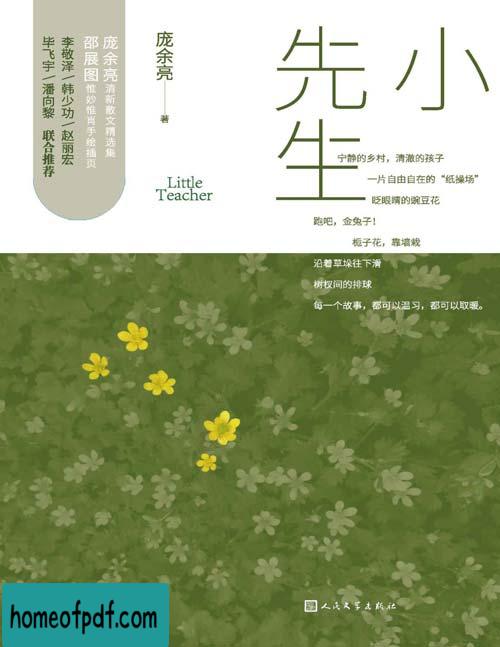 小先生
庞余亮——著
Little
Teacher
庞余亮清新散文精选集
邵展图惟妙惟肖手绘插页
李敬泽/韩少功/赵丽宏
毕飞宇/潘向黎 联合推荐
宁静的乡村，清澈的孩子
一片自由自在的“纸操场”
眨眼睛的豌豆花
跑吧，金兔子！
栀子花，靠墙栽
沿着草垛往下滑
树杈间的排球
每一个故事，都可以温习，都可以取暖。
人民文学出版社
homeofpdf.com